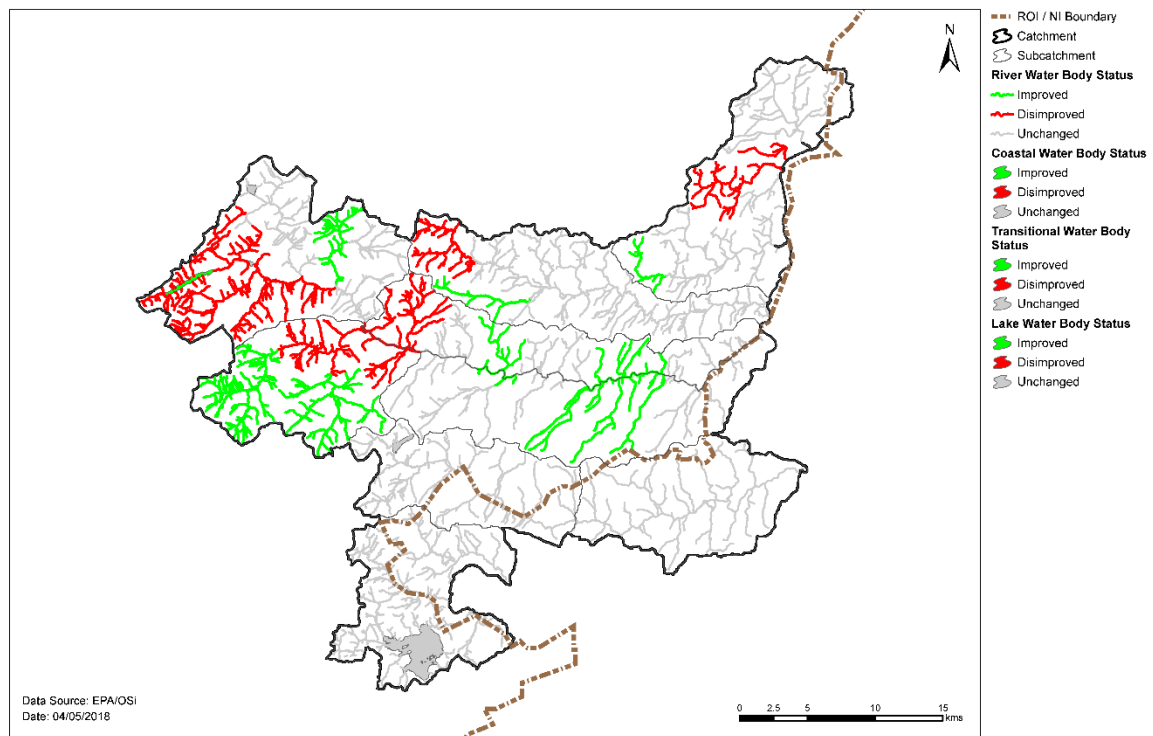 N
ROI / NI Boundary
Catchment
Subcatchment
River Water Body Status
Improved
Disimproved
Unchanged
Coastal Water Body Status
Improved
Disimproved
Unchanged
Transitional Water Body
Status
Improved
Disimproved
Unchanged
Lake Water Body Status
Improved
Disimproved
Unchanged
Data Source: EPA/OSi
Date: 04/05/2018
0 2.5 5 10 15
kms